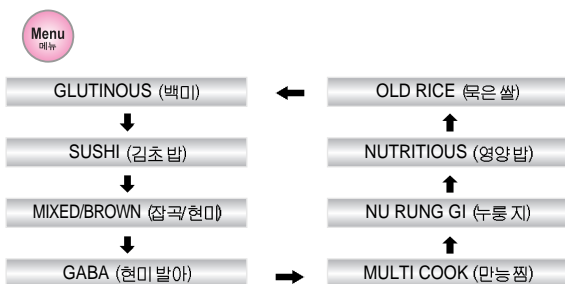 Menu
메뉴
GLUTINOUS (백미)
SUSHI (김초밥)
MIXED/BROWN (잡곡/현미)
GABA (현미발아)
MULTI COOK (만능찜)
NU RUNG GI (누룽지)
NUTRITIOUS (영양밥)
OLD RICE (묵은쌀)